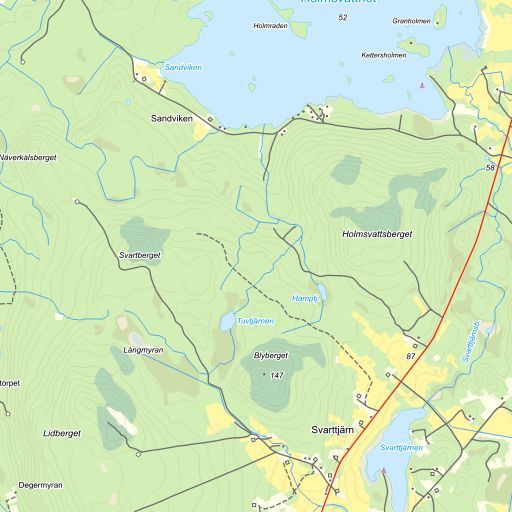 Holmsvattnet
52
Holmraden
Granholmen
Kettersholmen
Sandviken
Sandviken
Näverkälsberget
58
Holmsvattsberget
Svartberget
Hamptj.
Tuvtjärnen
Svarttjärnsb.
Långmyran
Blyberget
147
87
torpet
Svarttjärn
Lidberget
Svarttjärnen
Degermyran